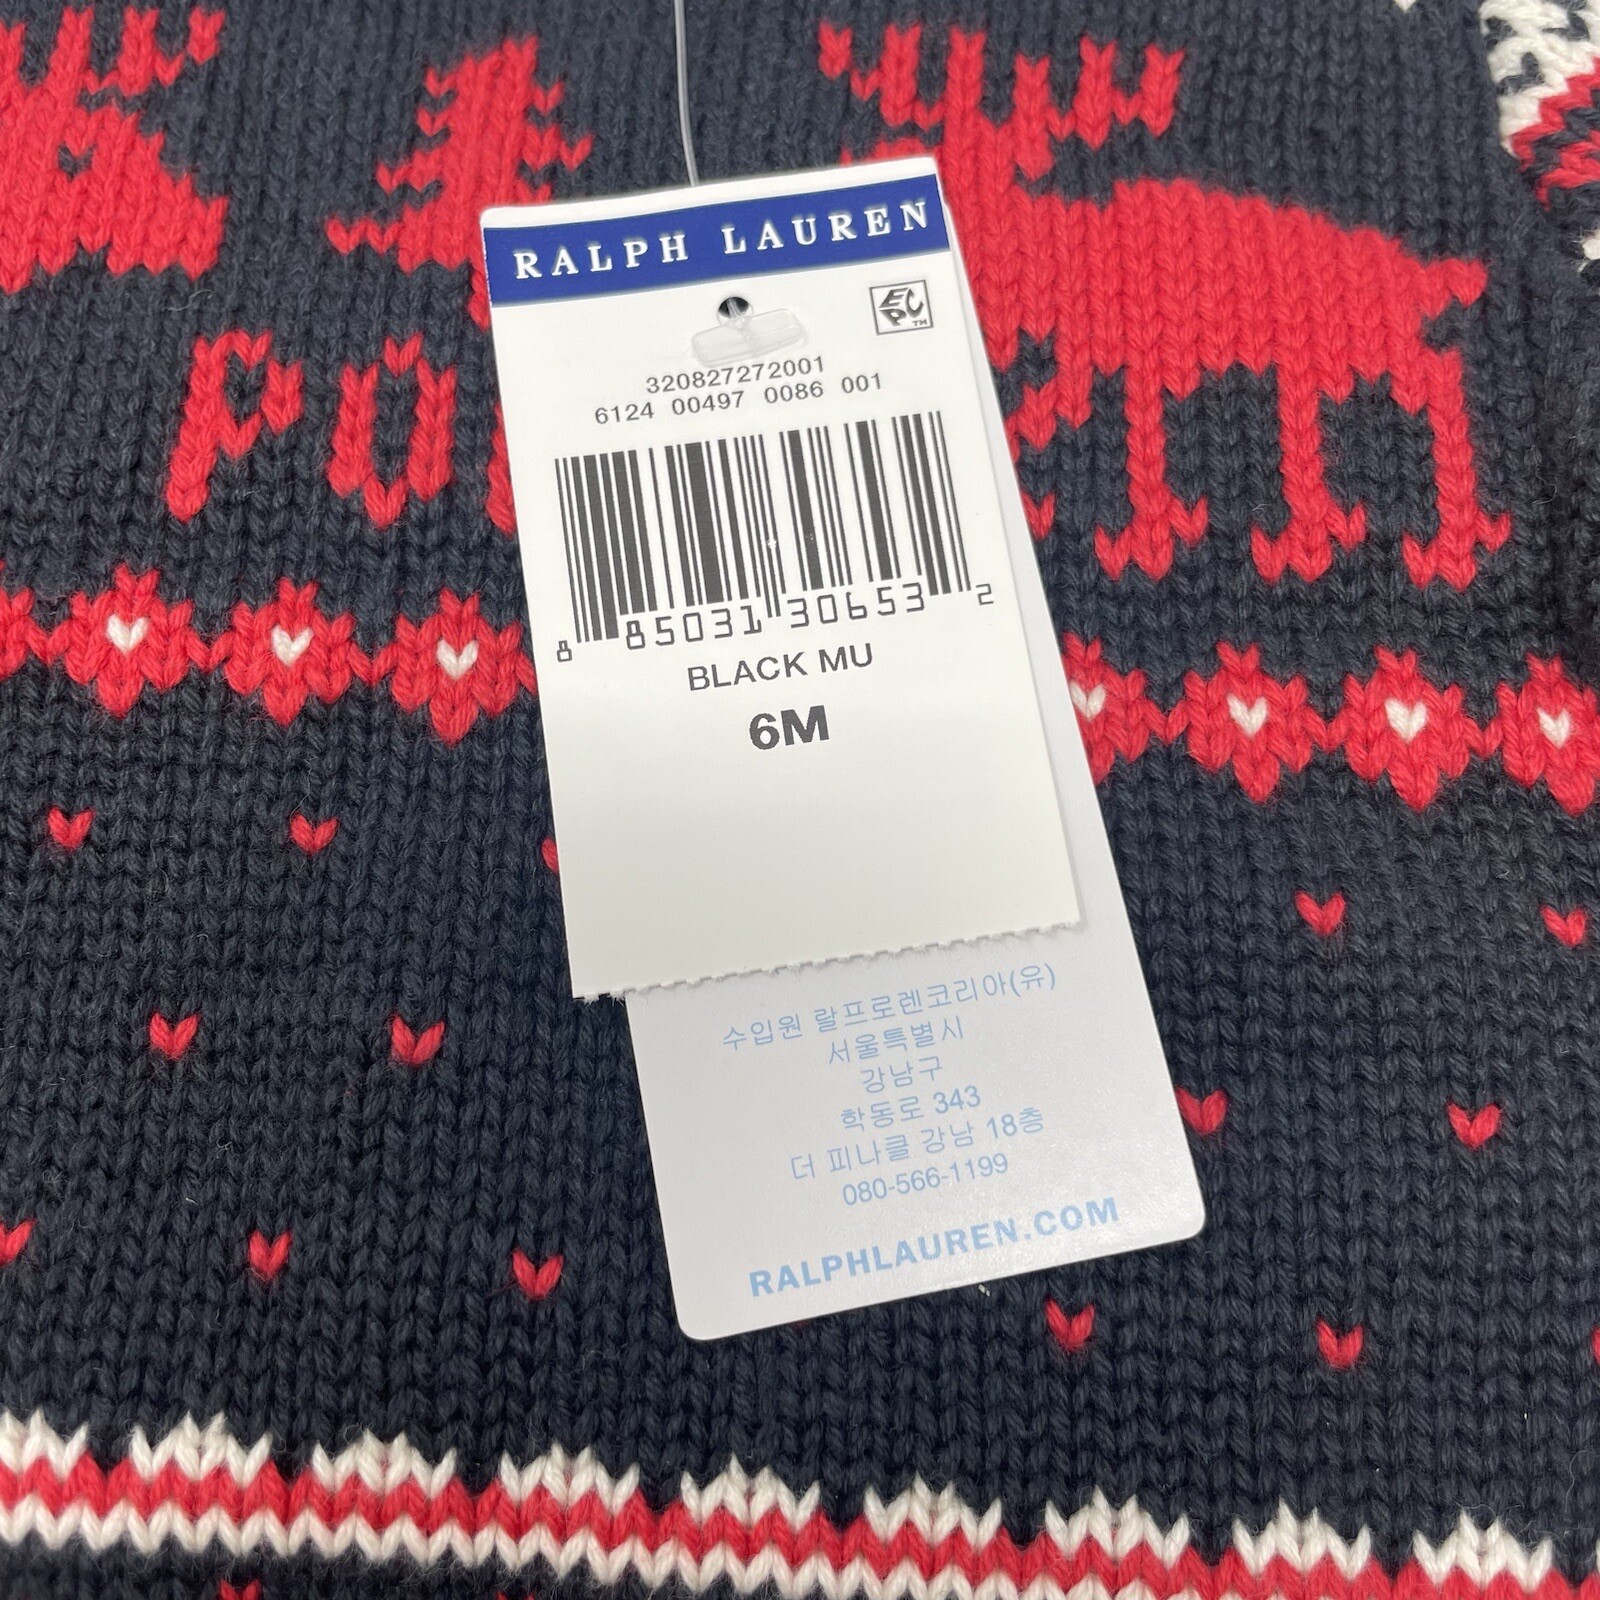 RALPH LAUREN
EPC™
320827272001
6124 00497 0086 001
8 85031 30653 2
BLACK MU
6M
PO
수입원 랄프로렌코리아(유)
서울특별시
강남구
학동로 343
더 피나클 강남 18층
080-566-1199
RALPHLAUREN.COM